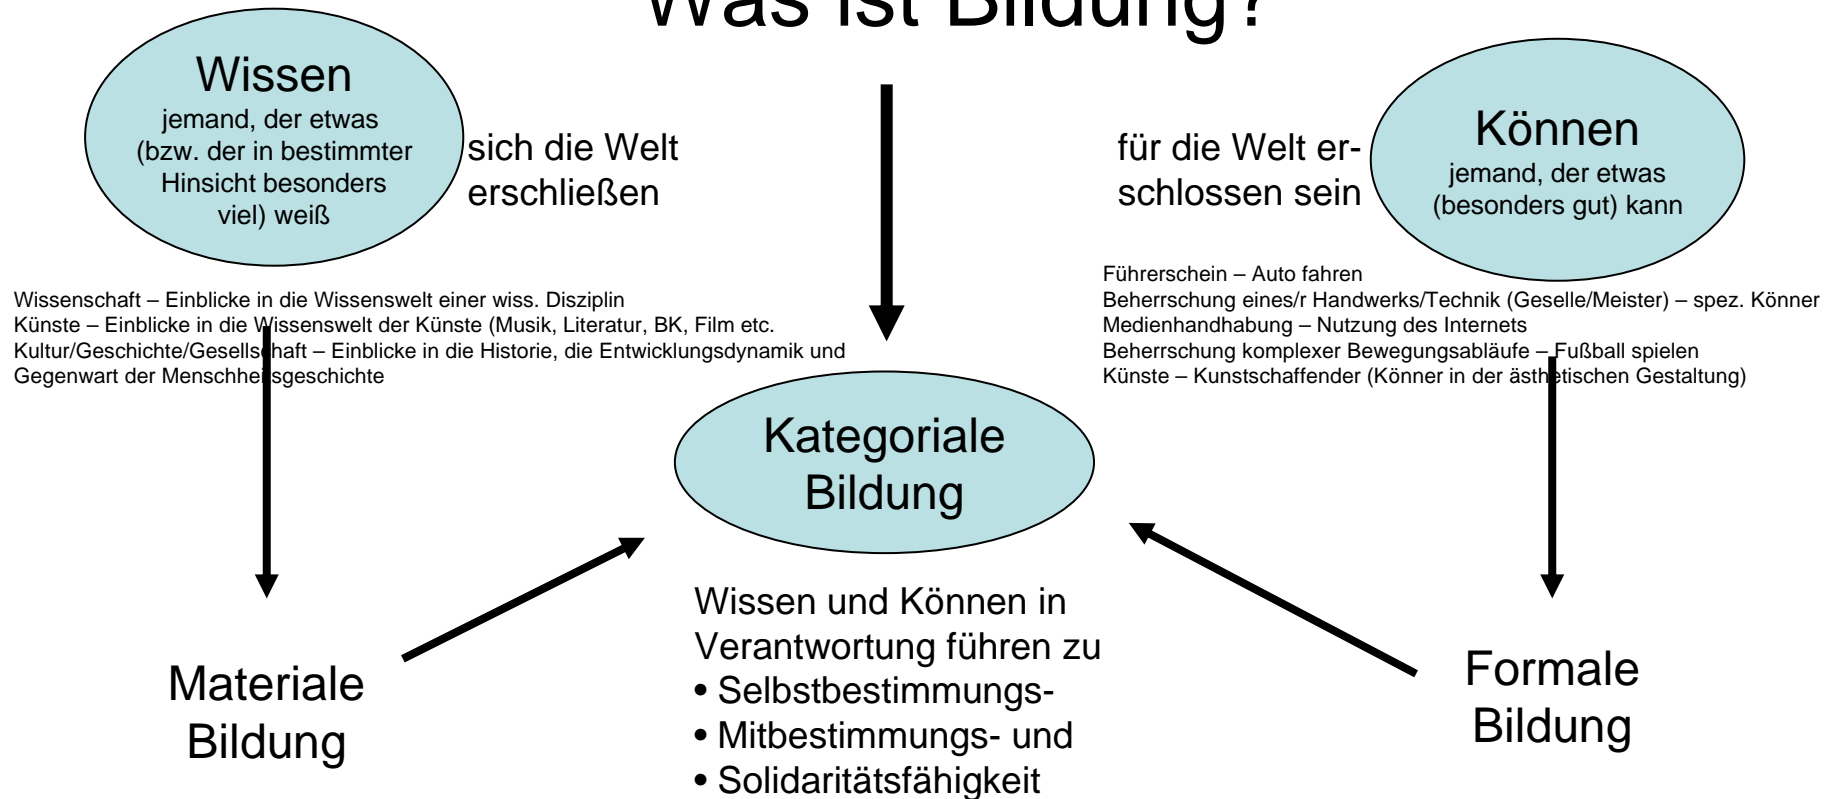 Was ist Bildung?
Wissen
jemand, der etwas
(bzw. der in bestimmter
Hinsicht besonders
viel) weiß
sich die Welt
erschließen
für die Welt er-
schlossen sein
Können
jemand, der etwas
(besonders gut) kann
Wissenschaft – Einblicke in die Wissenswelt einer wiss. Disziplin
Künste – Einblicke in die Wissenswelt der Künste (Musik, Literatur, BK, Film etc.
Kultur/Geschichte/Gesellschaft – Einblicke in die Historie, die Entwicklungsdynamik und
Gegenwart der Menschheitsgeschichte
Führerschein – Auto fahren
Beherrschung eines/r Handwerks/Technik (Geselle/Meister) – spez. Könner
Medienhandhabung – Nutzung des Internets
Beherrschung komplexer Bewegungsabläufe – Fußball spielen
Künste – Kunstschaffender (Könner in der ästhetischen Gestaltung)
Kategoriale
Bildung
Wissen und Können in
Verantwortung führen zu
• Selbstbestimmungs-
• Mitbestimmungs- und
• Solidaritätsfähigkeit
Materiale
Bildung
Formale
Bildung